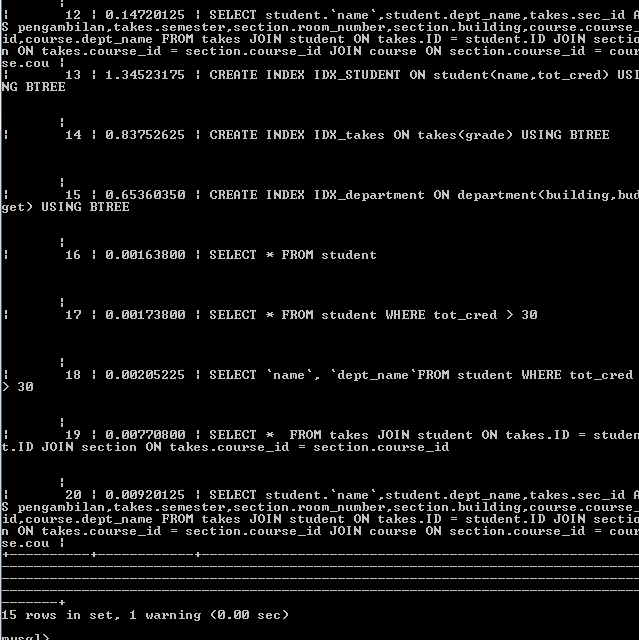 ¦ 12 ¦ 0.14720125 ¦ SELECT student.`name`,student.dept_name,takes.sec_id A
S pengambilan,takes.semester,section.room_number,section.building,course.course_
id,course.dept_name FROM takes JOIN student ON takes.ID = student.ID JOIN sectio
n ON takes.course_id = section.course_id JOIN course ON section.course_id = cour
se.cou ¦
¦ 13 ¦ 1.34523175 ¦ CREATE INDEX IDX_STUDENT ON student(name,tot_cred) USI
NG BTREE
¦
¦ 14 ¦ 0.83752625 ¦ CREATE INDEX IDX_takes ON takes(grade) USING BTREE
¦
¦ 15 ¦ 0.65360350 ¦ CREATE INDEX IDX_department ON department(building,bud
get) USING BTREE
¦
¦ 16 ¦ 0.00163800 ¦ SELECT * FROM student
¦
¦ 17 ¦ 0.00173800 ¦ SELECT * FROM student WHERE tot_cred > 30
¦
¦ 18 ¦ 0.00205225 ¦ SELECT `name`, `dept_name`FROM student WHERE tot_cred
> 30
¦
¦ 19 ¦ 0.00770800 ¦ SELECT *  FROM takes JOIN student ON takes.ID = studen
t.ID JOIN section ON takes.course_id = section.course_id
¦
¦ 20 ¦ 0.00920125 ¦ SELECT student.`name`,student.dept_name,takes.sec_id A
S pengambilan,takes.semester,section.room_number,section.building,course.course_
id,course.dept_name FROM takes JOIN student ON takes.ID = student.ID JOIN sectio
n ON takes.course_id = section.course_id JOIN course ON section.course_id = cour
se.cou ¦
15 rows in set, 1 warning (0.00 sec)
mysql>